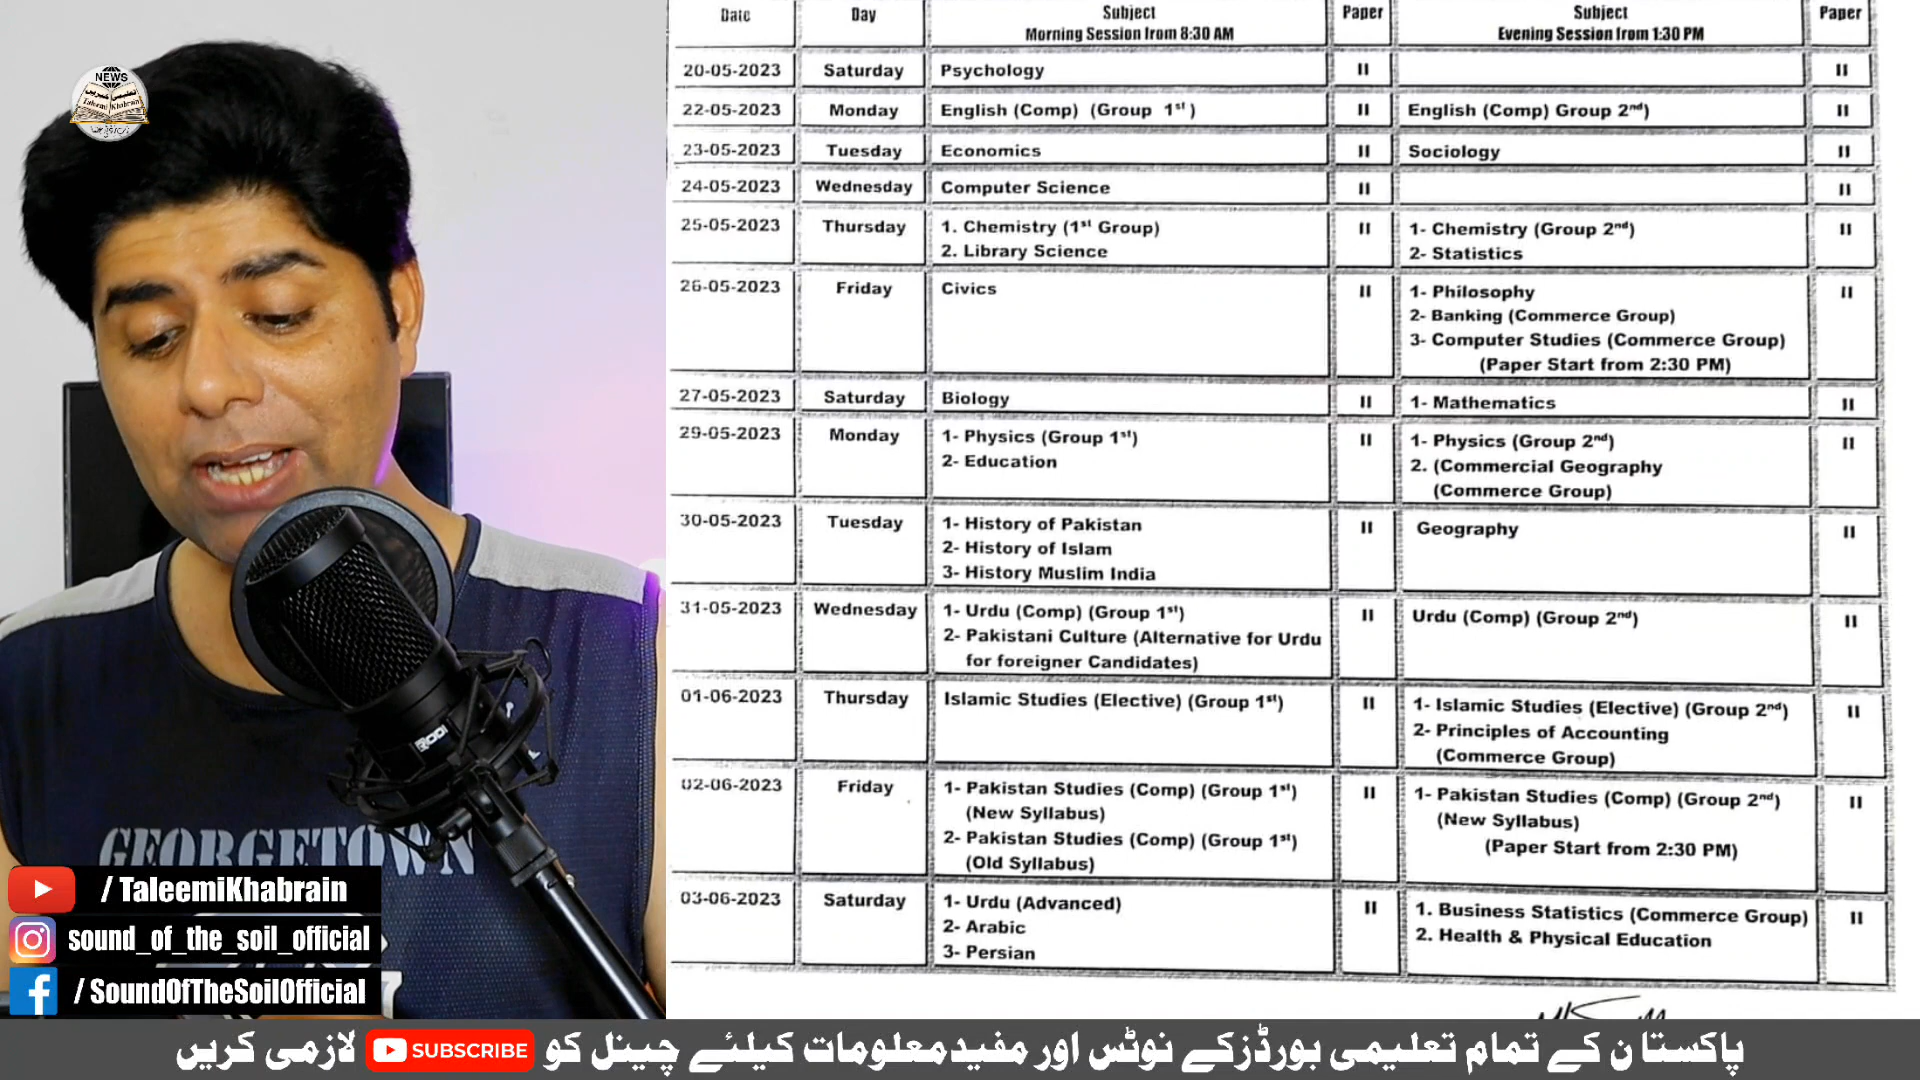 NEWS
تعلیمی خبریں
Taleemi Khabrain
GEORGETOWN
/ TaleemiKhabrain
sound_of_the_soil_official
/ SoundOfTheSoilOfficial
Date Day Subject Paper Subject Paper
Morning Session from 8:30 AM Evening Session from 1:30 PM
20-05-2023 Saturday Psychology II II
22-05-2023 Monday English (Comp) (Group 1st) II English (Comp) Group 2nd) II
23-05-2023 Tuesday Economics II Sociology II
24-05-2023 Wednesday Computer Science II II
25-05-2023 Thursday 1. Chemistry (1st Group) II 1- Chemistry (Group 2nd) II
2. Library Science 2- Statistics
26-05-2023 Friday Civics II 1- Philosophy II
2- Banking (Commerce Group)
3- Computer Studies (Commerce Group)
(Paper Start from 2:30 PM)
27-05-2023 Saturday Biology II 1- Mathematics II
29-05-2023 Monday 1- Physics (Group 1st) II 1- Physics (Group 2nd) II
2- Education 2. (Commercial Geography
(Commerce Group)
30-05-2023 Tuesday 1- History of Pakistan II Geography II
2- History of Islam
3- History Muslim India
31-05-2023 Wednesday 1- Urdu (Comp) (Group 1st) II Urdu (Comp) (Group 2nd) II
2- Pakistani Culture (Alternative for Urdu
for foreigner Candidates)
01-06-2023 Thursday Islamic Studies (Elective) (Group 1st) II 1- Islamic Studies (Elective) (Group 2nd) II
2- Principles of Accounting
(Commerce Group)
02-06-2023 Friday 1- Pakistan Studies (Comp) (Group 1st) II 1- Pakistan Studies (Comp) (Group 2nd) II
(New Syllabus) (New Syllabus)
2- Pakistan Studies (Comp) (Group 1st) (Paper Start from 2:30 PM)
(Old Syllabus)
03-06-2023 Saturday 1- Urdu (Advanced) II 1. Business Statistics (Commerce Group) II
2- Arabic 2. Health & Physical Education
3- Persian
پاکستان کے تمام تعلیمی بورڈزکے نوٹس اور مفیدمعلومات کیلئے چینل کو SUBSCRIBE لازمی کریں